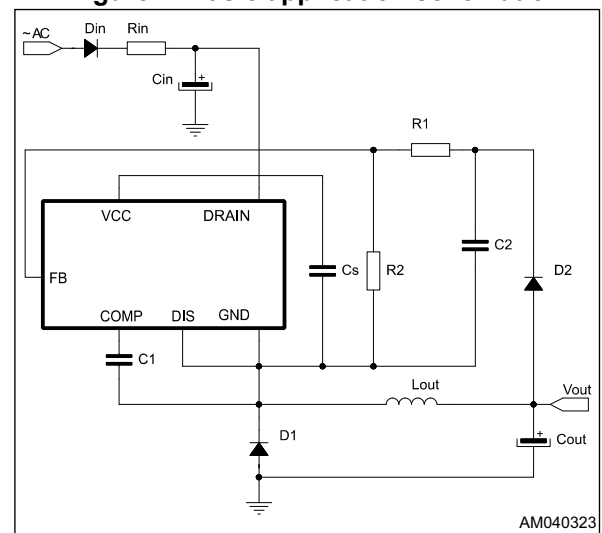 ~AC
Din
Rin
Cin
R1
VCC
DRAIN
C2
FB
Cs
R2
D2
COMP
DIS
GND
C1
Lout
Vout
D1
Cout
AM040323